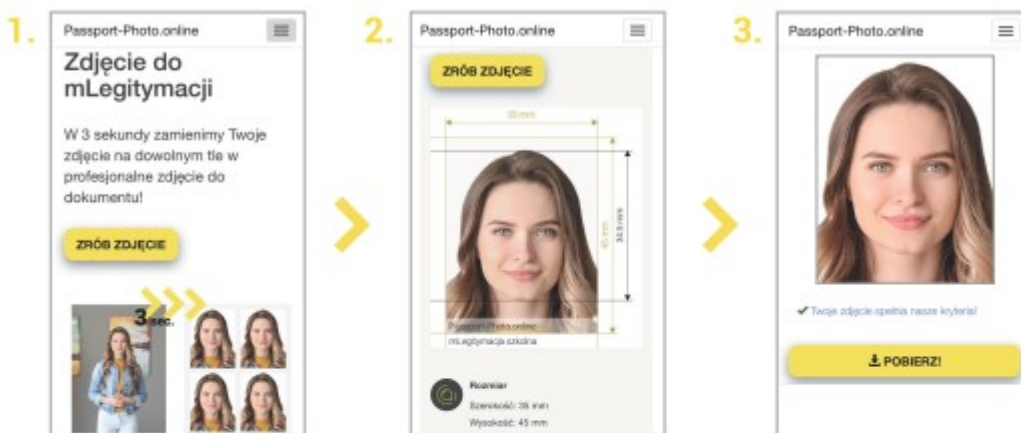 1.
Passport-Photo.online
Zdjęcie do
mLegitymacji
W 3 sekundy zamienimy Twoje
zdjęcie na dowolnym tle w
profesjonalne zdjęcie do
dokumentu!
ZRÓB ZDJĘCIE
3 sec.
2.
Passport-Photo.online
ZRÓB ZDJĘCIE
35 mm
45 mm
Passport-Photo.online
mLegitymacja szkolna
Rozmiar
Szerokość: 35 mm
Wysokość: 45 mm
3.
Passport-Photo.online
Twoje zdjęcie spełnia nasze kryteria!
POBIERZ!